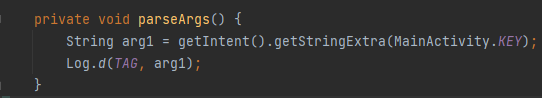 private void parseArgs() {
    String arg1 = getIntent().getStringExtra(MainActivity.KEY);
    Log.d(TAG, arg1);
}